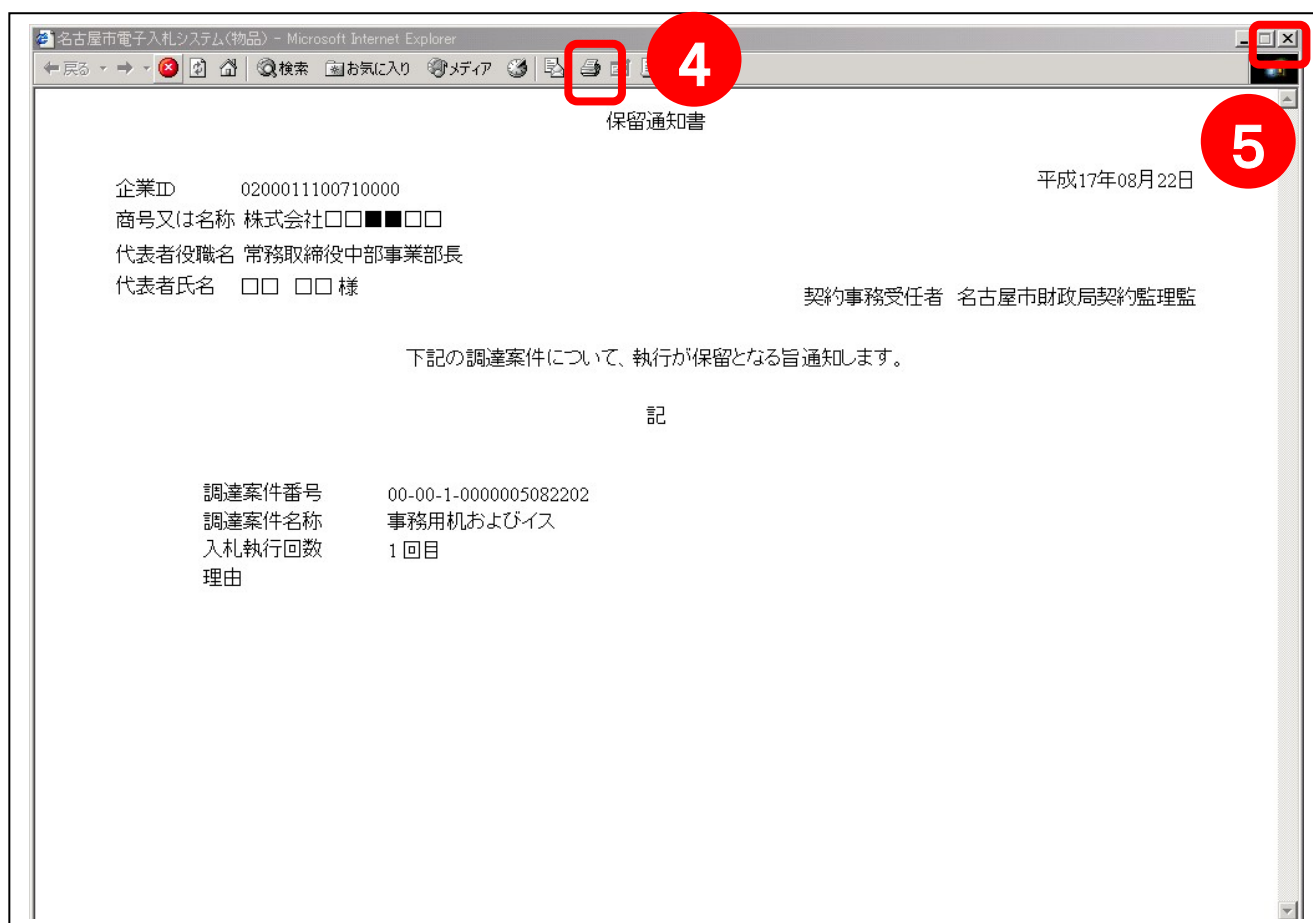 名古屋市電子入札システム(物品) - Microsoft Internet Explorer
戻る 検索 お気に入り メディア
4
5
保留通知書
平成17年08月22日
企業ID 0200011100710000
商号又は名称 株式会社□□■■□□
代表者役職名 常務取締役中部事業部長
代表者氏名 □□ □□ 様
契約事務受任者 名古屋市財政局契約監理監
下記の調達案件について、執行が保留となる旨通知します。
記
調達案件番号 00-00-1-0000005082202
調達案件名称 事務用机およびイス
入札執行回数 1回目
理由